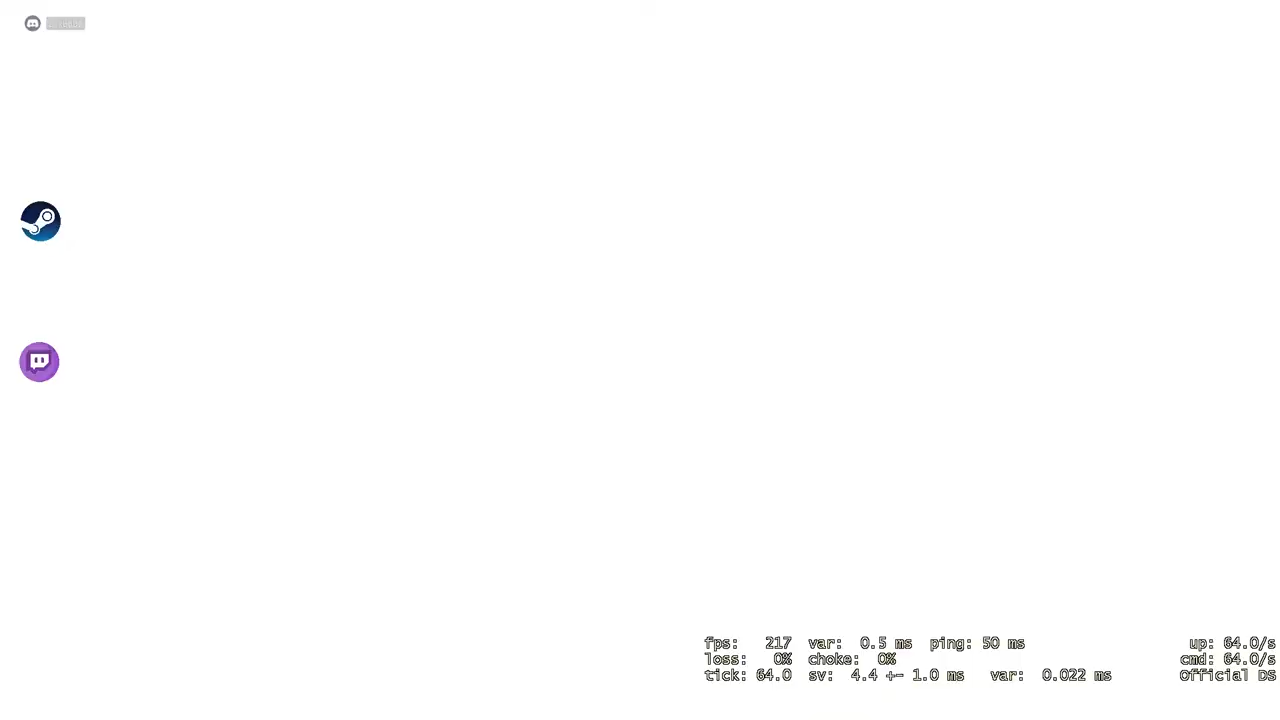 fps: 217 var: 0.5 ms ping: 50 ms up: 64.0/s
loss: 0% choke: 0% cmd: 64.0/s
tick: 64.0 sv: 4.4 +- 1.0 ms var: 0.022 ms Official DS